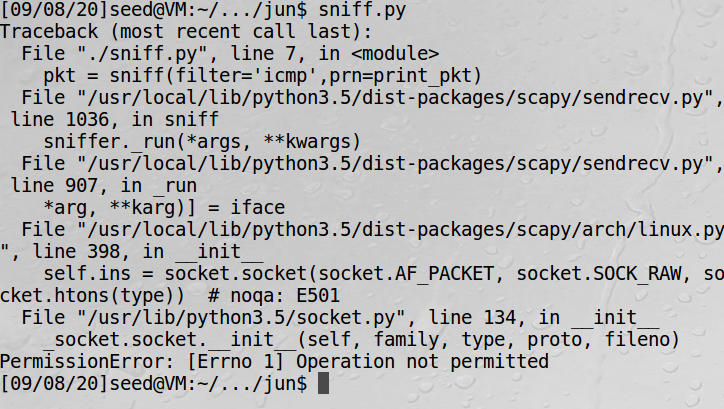 [09/08/20]seed@VM:~/.../jun$ sniff.py
Traceback (most recent call last):
  File "./sniff.py", line 7, in <module>
    pkt = sniff(filter='icmp',prn=print_pkt)
  File "/usr/local/lib/python3.5/dist-packages/scapy/sendrecv.py",
 line 1036, in sniff
    sniffer._run(*args, **kwargs)
  File "/usr/local/lib/python3.5/dist-packages/scapy/sendrecv.py",
 line 907, in _run
    *arg, **karg)] = iface
  File "/usr/local/lib/python3.5/dist-packages/scapy/arch/linux.py
", line 398, in __init__
    self.ins = socket.socket(socket.AF_PACKET, socket.SOCK_RAW, so
cket.htons(type))  # noqa: E501
  File "/usr/lib/python3.5/socket.py", line 134, in __init__
    _socket.socket.__init__(self, family, type, proto, fileno)
PermissionError: [Errno 1] Operation not permitted
[09/08/20]seed@VM:~/.../jun$